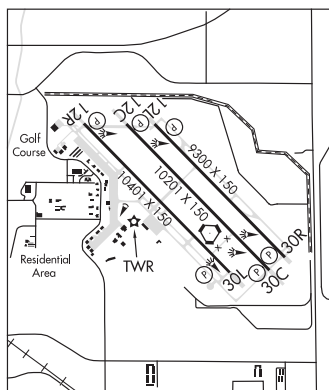 12R
12C
12L
P
P
P
Golf
Course
9300 X 150
10201 X 150
10401 X 150
TWR
Residential
Area
30R
30C
30L
P
P
P
x x
x